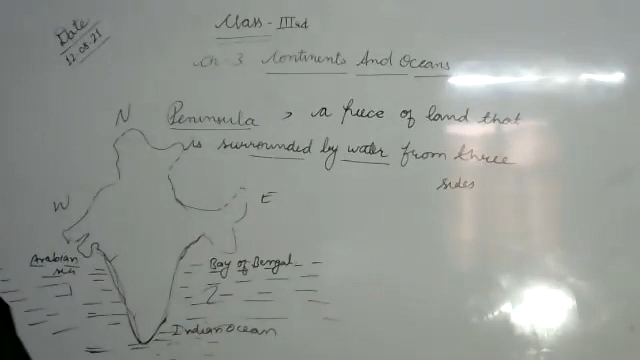 Date
12.08.21
Class - IIIrd
Ch 3 Continents And Oceans
N Peninsula > a piece of land that
is surrounded by water from three
sides
W E
Arabian
sea
Bay of Bengal
Indian Ocean